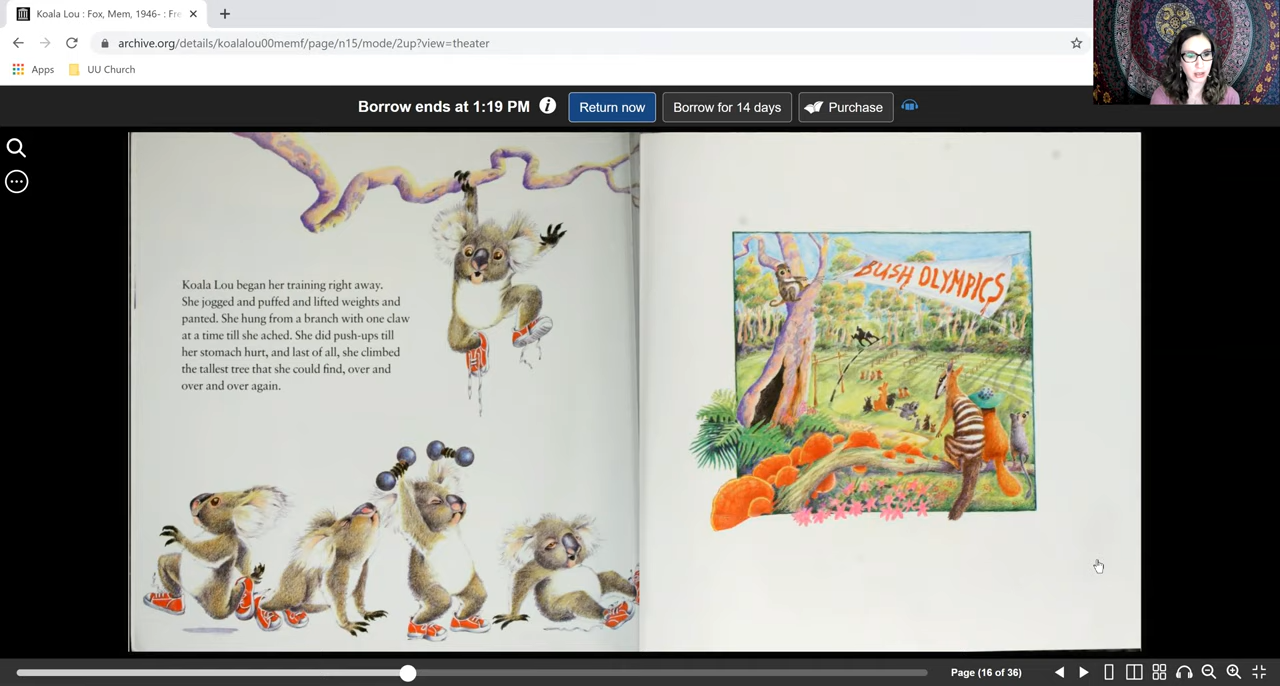 Koala Lou : Fox, Mem, 1946- : Fre
archive.org/details/koalalou00memf/page/n15/mode/2up?view=theater
Apps
UU Church
Borrow ends at 1:19 PM
Return now
Borrow for 14 days
Purchase
Koala Lou began her training right away.
She jogged and puffed and lifted weights and
panted. She hung from a branch with one claw
at a time till she ached. She did push-ups till
her stomach hurt, and last of all, she climbed
the tallest tree that she could find, over and
over and over again.
BUSH OLYMPICS
Page (16 of 36)